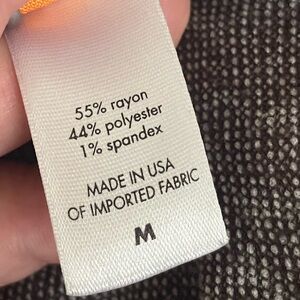 55% rayon
44% polyester
1% spandex
MADE IN USA
OF IMPORTED FABRIC
M